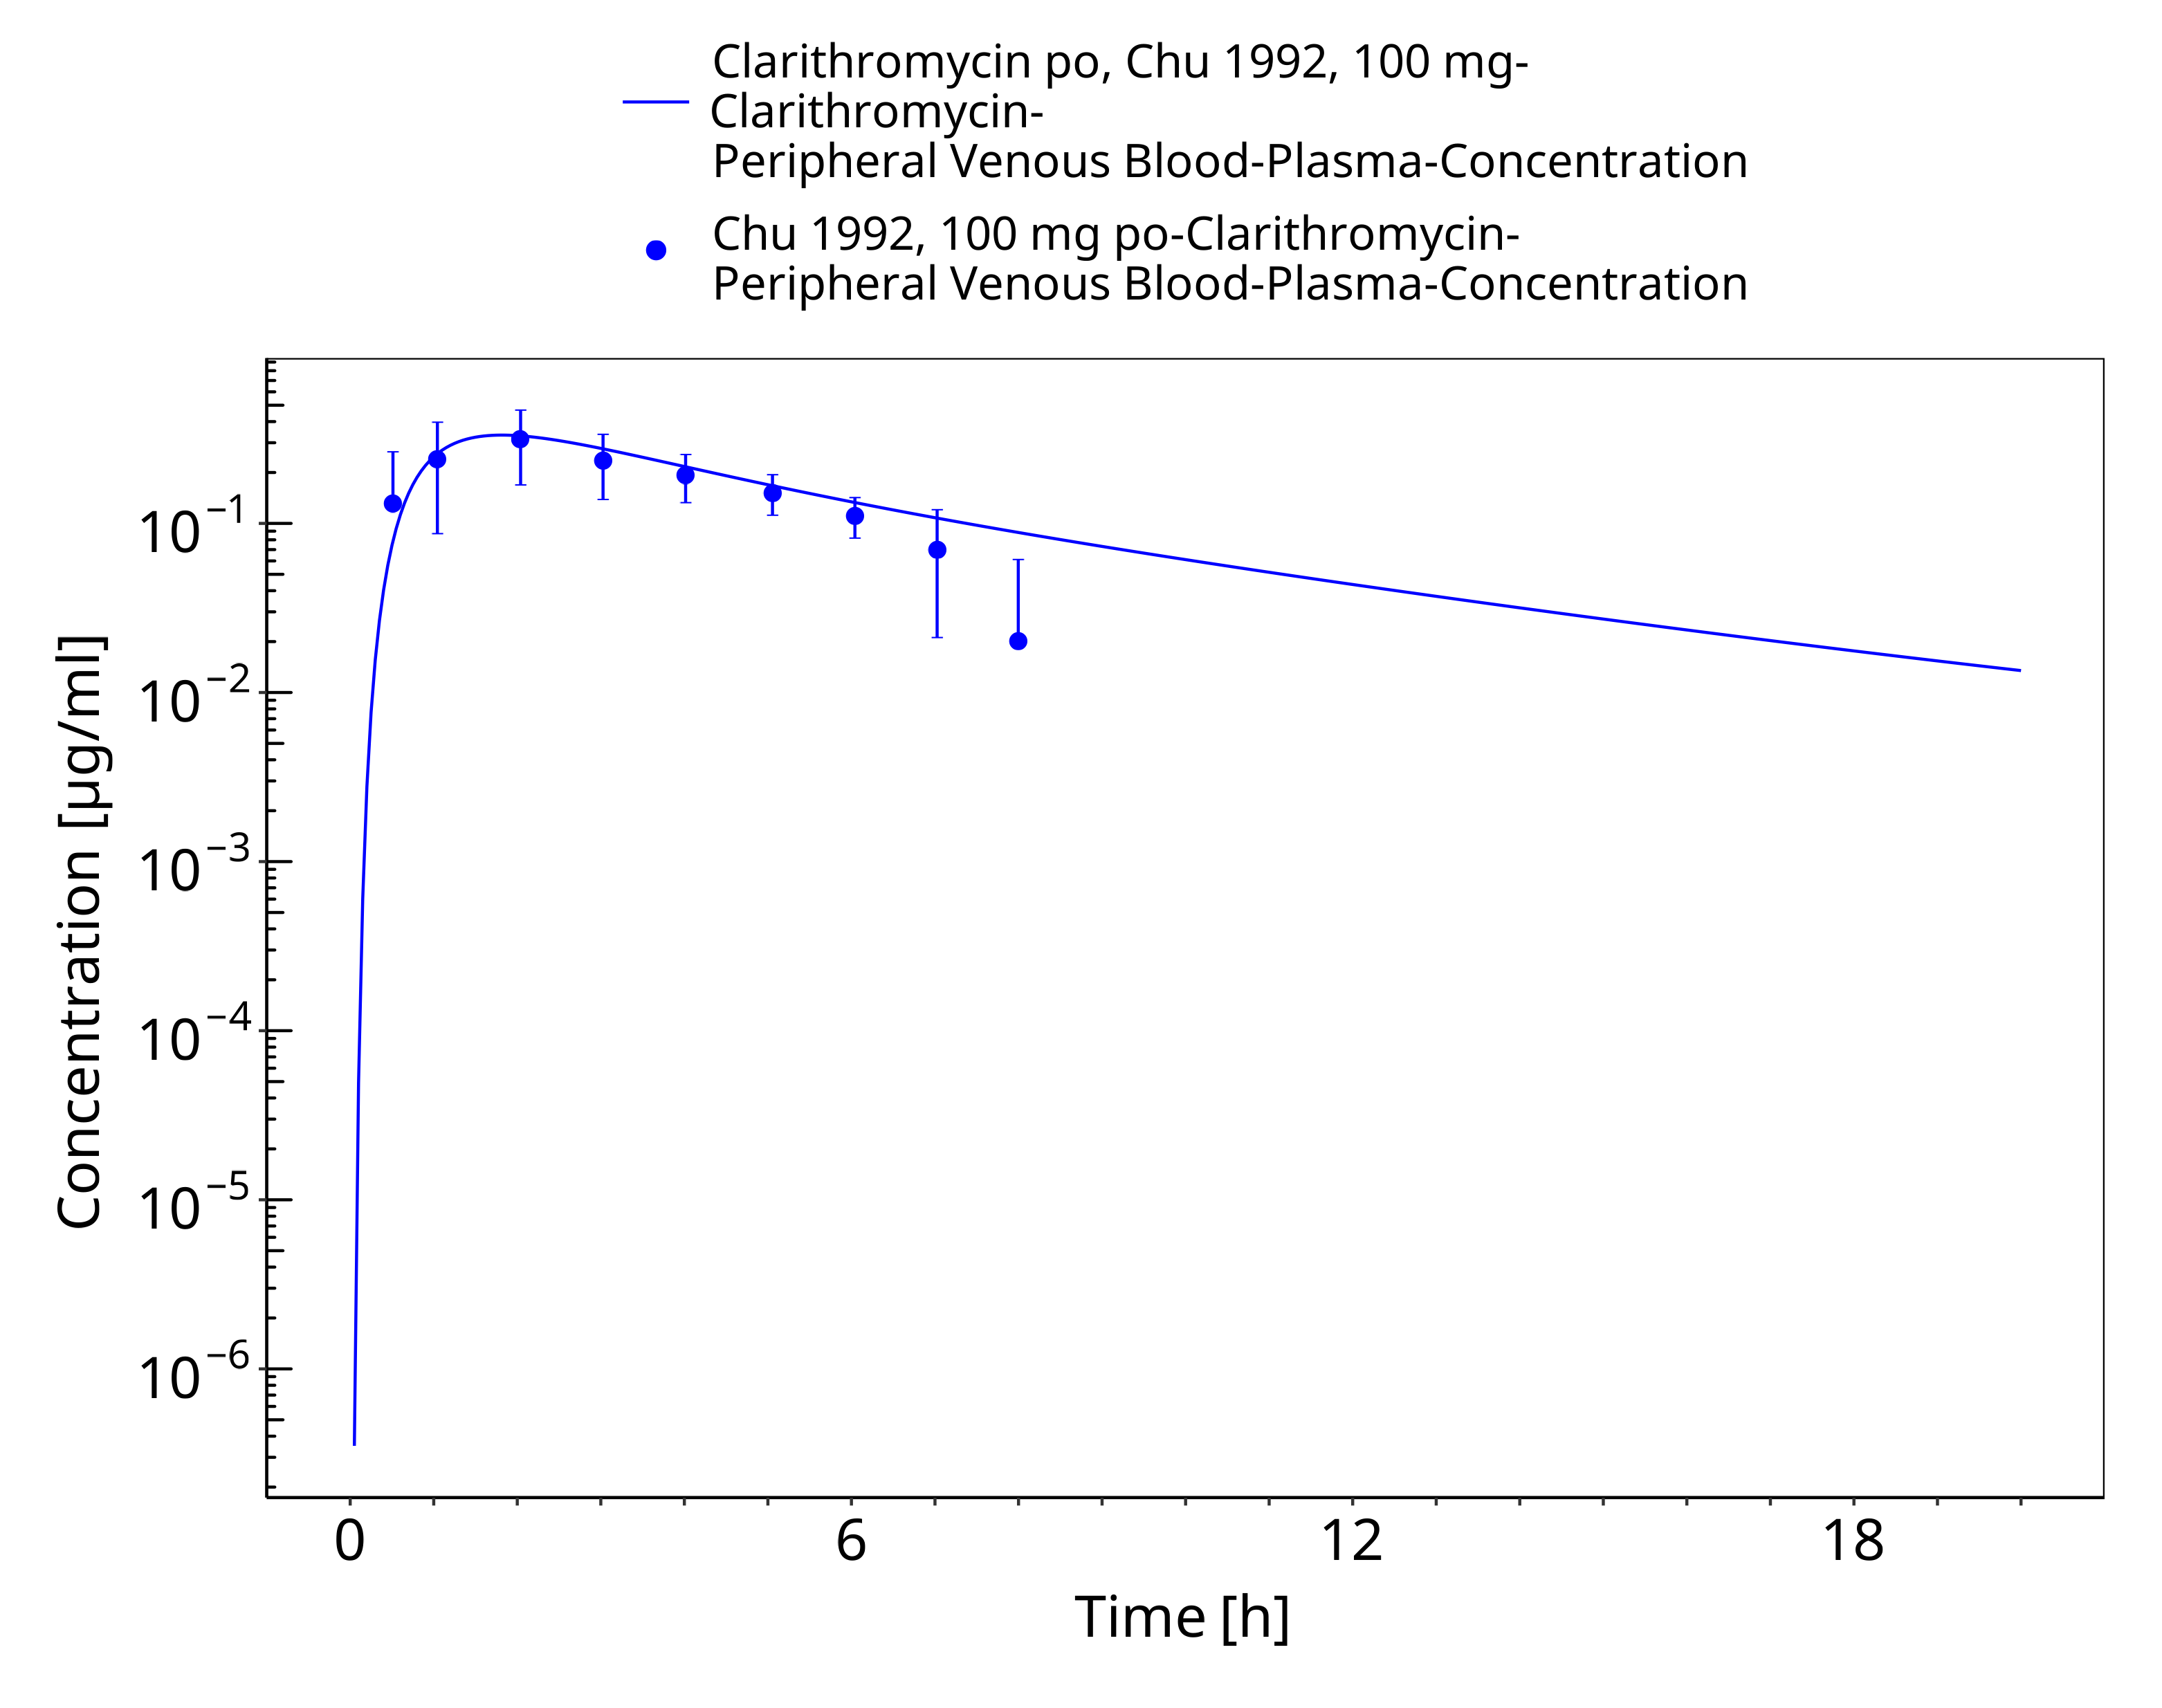 Clarithromycin po, Chu 1992, 100 mg-
Clarithromycin-
Peripheral Venous Blood-Plasma-Concentration
Chu 1992, 100 mg po-Clarithromycin-
Peripheral Venous Blood-Plasma-Concentration
Concentration [µg/ml]
10⁻¹
10⁻²
10⁻³
10⁻⁴
10⁻⁵
10⁻⁶
0 6 12 18
Time [h]